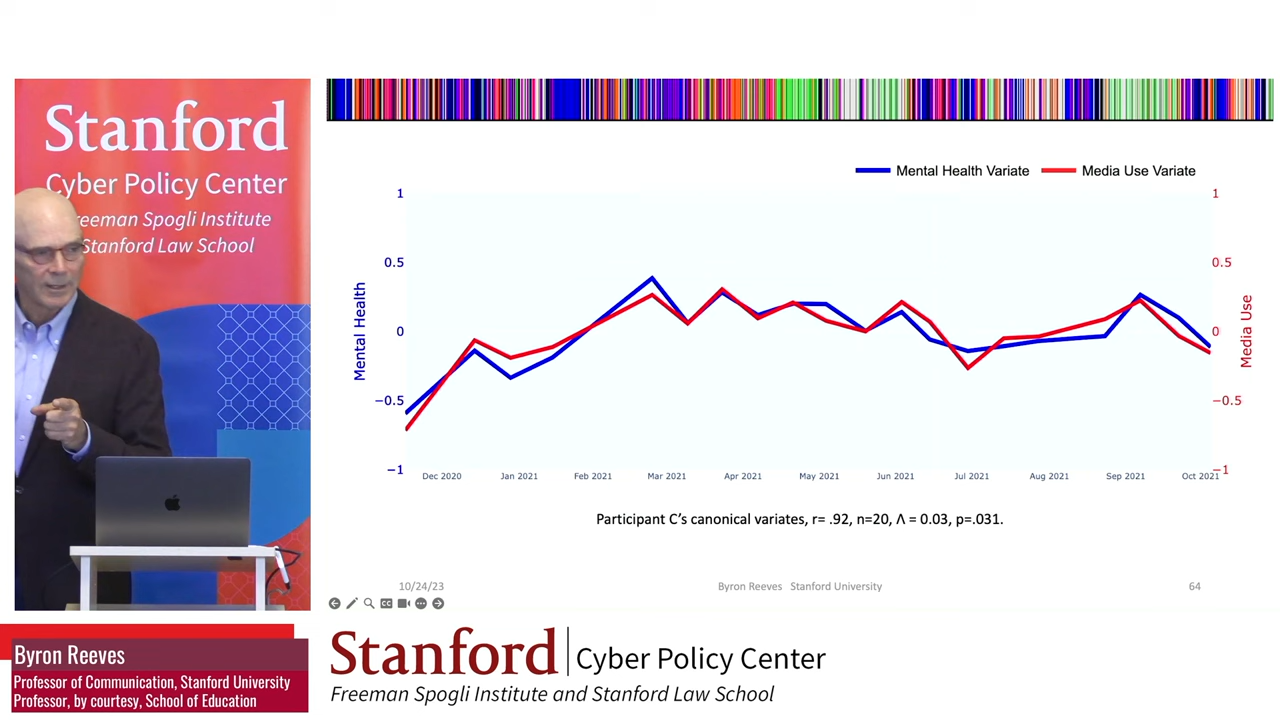 Stanford
Cyber Policy Center
Freeman Spogli Institute
Stanford Law School
Mental Health Variate
Media Use Variate
1
0.5
0
−0.5
−1
Mental Health
1
0.5
0
−0.5
−1
Media Use
Dec 2020
Jan 2021
Feb 2021
Mar 2021
Apr 2021
May 2021
Jun 2021
Jul 2021
Aug 2021
Sep 2021
Oct 2021
Participant C's canonical variates, r= .92, n=20, Λ = 0.03, p=.031.
10/24/23
Byron Reeves Stanford University
64
CC
Byron Reeves
Professor of Communication, Stanford University
Professor, by courtesy, School of Education
Stanford
Cyber Policy Center
Freeman Spogli Institute and Stanford Law School